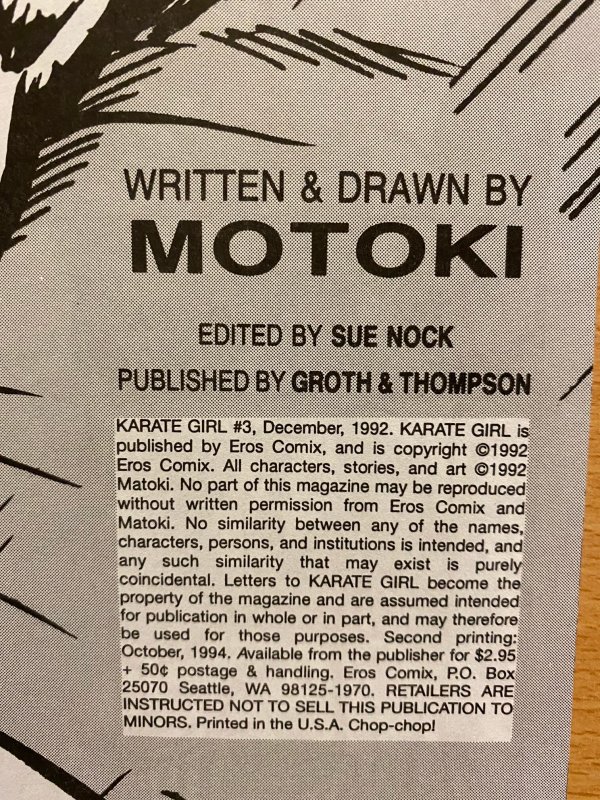 WRITTEN & DRAWN BY
MOTOKI
EDITED BY SUE NOCK
PUBLISHED BY GROTH & THOMPSON
KARATE GIRL #3, December, 1992. KARATE GIRL is
published by Eros Comix, and is copyright ©1992
Eros Comix. All characters, stories, and art ©1992
Matoki. No part of this magazine may be reproduced
without written permission from Eros Comix and
Matoki. No similarity between any of the names,
characters, persons, and institutions is intended, and
any such similarity that may exist is purely
coincidental. Letters to KARATE GIRL become the
property of the magazine and are assumed intended
for publication in whole or in part, and may therefore
be used for those purposes. Second printing:
October, 1994. Available from the publisher for $2.95
+ 50¢ postage & handling. Eros Comix, P.O. Box
25070 Seattle, WA 98125-1970. RETAILERS ARE
INSTRUCTED NOT TO SELL THIS PUBLICATION TO
MINORS. Printed in the U.S.A. Chop-chop!